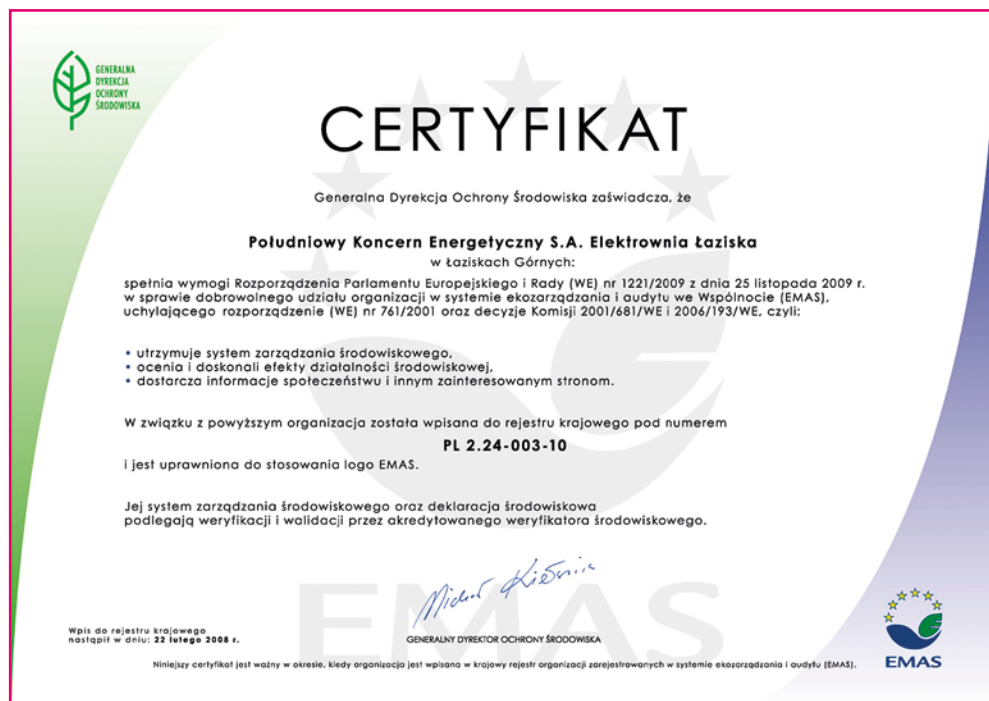 GENERALNA
DYREKCJA
OCHRONY
ŚRODOWISKA
CERTYFIKAT
Generalna Dyrekcja Ochrony Środowiska zaświadcza, że
Południowy Koncern Energetyczny S.A. Elektrownia Łaziska
w Łaziskach Górnych:
spełnia wymogi Rozporządzenia Parlamentu Europejskiego i Rady (WE) nr 1221/2009 z dnia 25 listopada 2009 r.
w sprawie dobrowolnego udziału organizacji w systemie ekozarządzania i audytu we Wspólnocie (EMAS),
uchylającego rozporządzenie (WE) nr 761/2001 oraz decyzje Komisji 2001/681/WE i 2006/193/WE, czyli:
• utrzymuje system zarządzania środowiskowego,
• ocenia i doskonali efekty działalności środowiskowej,
• dostarcza informacje społeczeństwu i innym zainteresowanym stronom.
W związku z powyższym organizacja została wpisana do rejestru krajowego pod numerem
PL 2.24-003-10
i jest uprawniona do stosowania logo EMAS.
Jej system zarządzania środowiskowego oraz deklaracja środowiskowa
podlegają weryfikacji i walidacji przez akredytowanego weryfikatora środowiskowego.
EMAS
Michał Kiełsznia
Wpis do rejestru krajowego
nastąpił w dniu: 22 lutego 2008 r.
GENERALNY DYREKTOR OCHRONY ŚRODOWISKA
EMAS
Niniejszy certyfikat jest ważny w okresie, kiedy organizacja jest wpisana w krajowy rejestr organizacji zarejestrowanych w systemie ekozarządzania i audytu (EMAS).